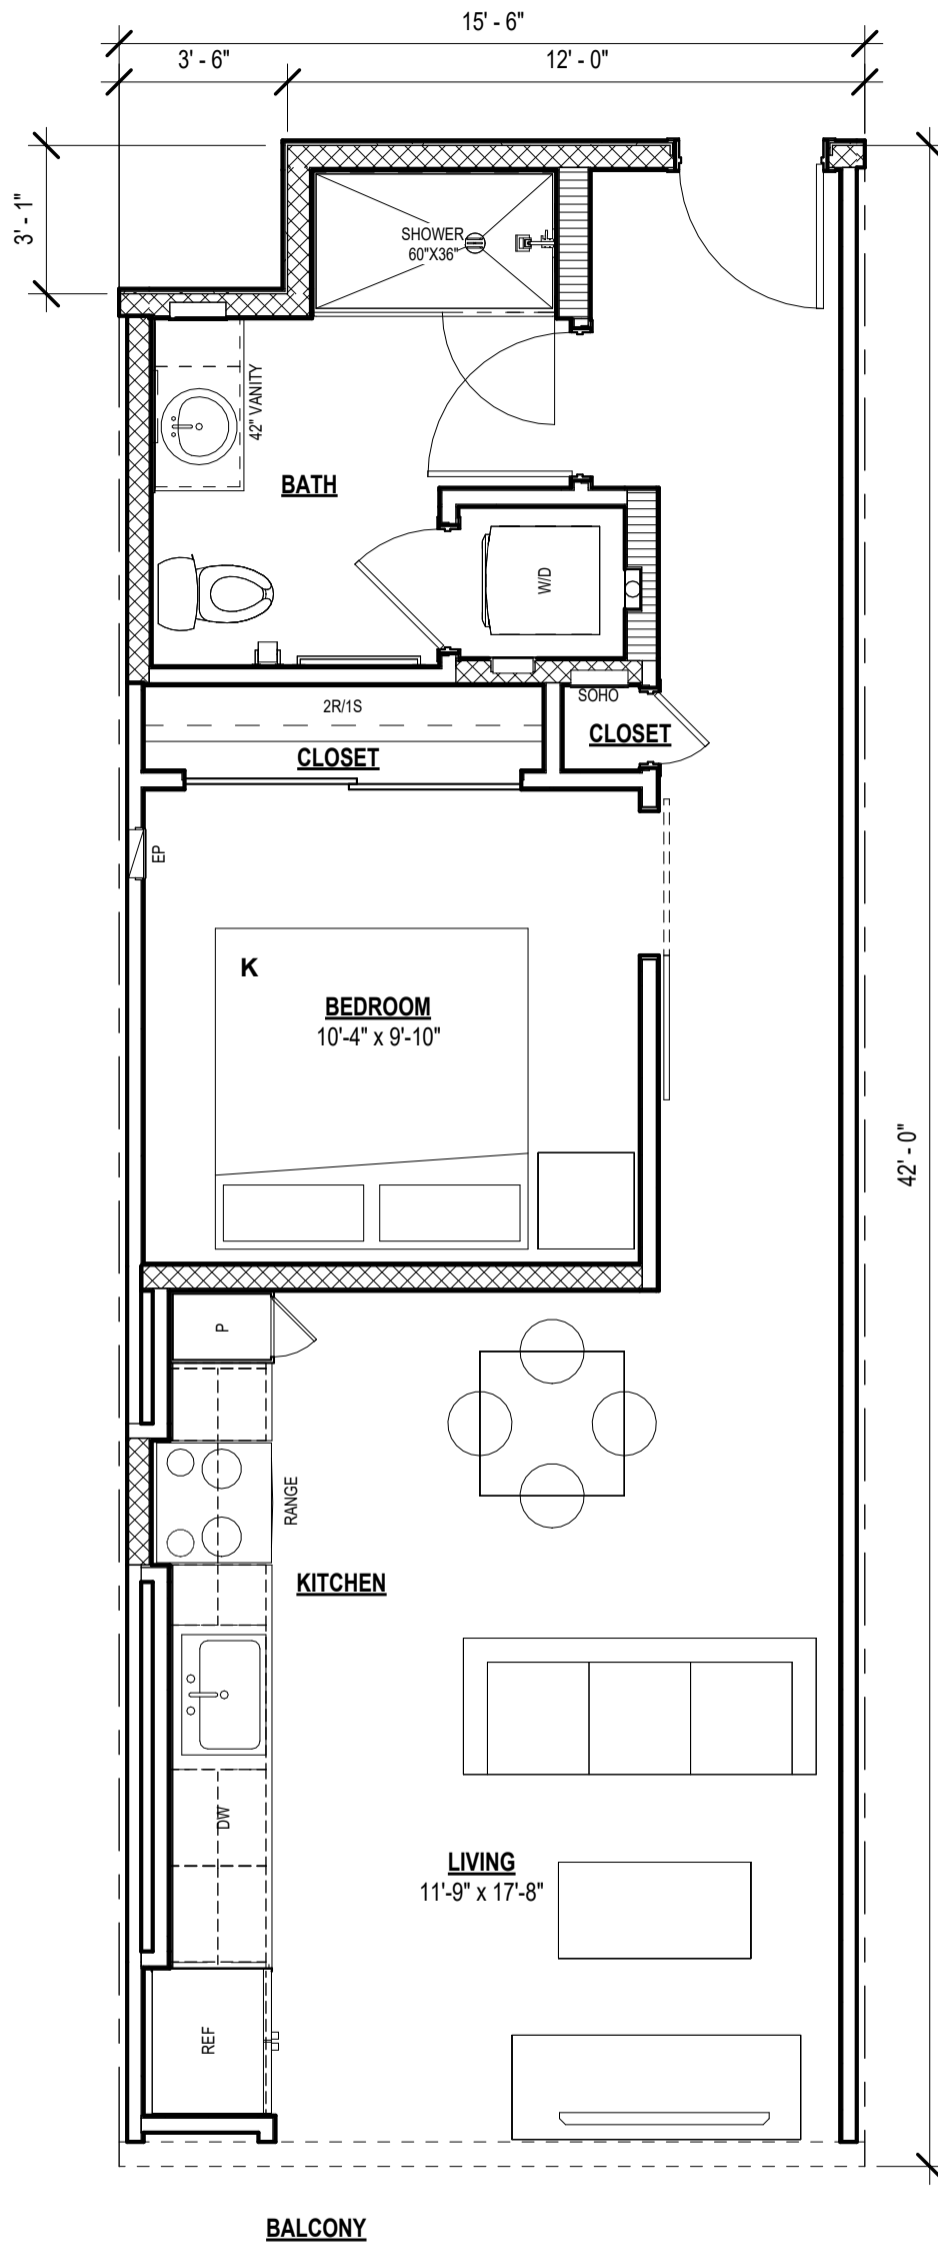 15' - 6"
3' - 6"
12' - 0"
3' - 1"
SHOWER
60"X36"
42" VANITY
BATH
W/D
2R/1S
SOHO
CLOSET
CLOSET
EP
K
BEDROOM
10'-4" x 9'-10"
42' - 0"
P
RANGE
KITCHEN
DW
LIVING
11'-9" x 17'-8"
REF
BALCONY